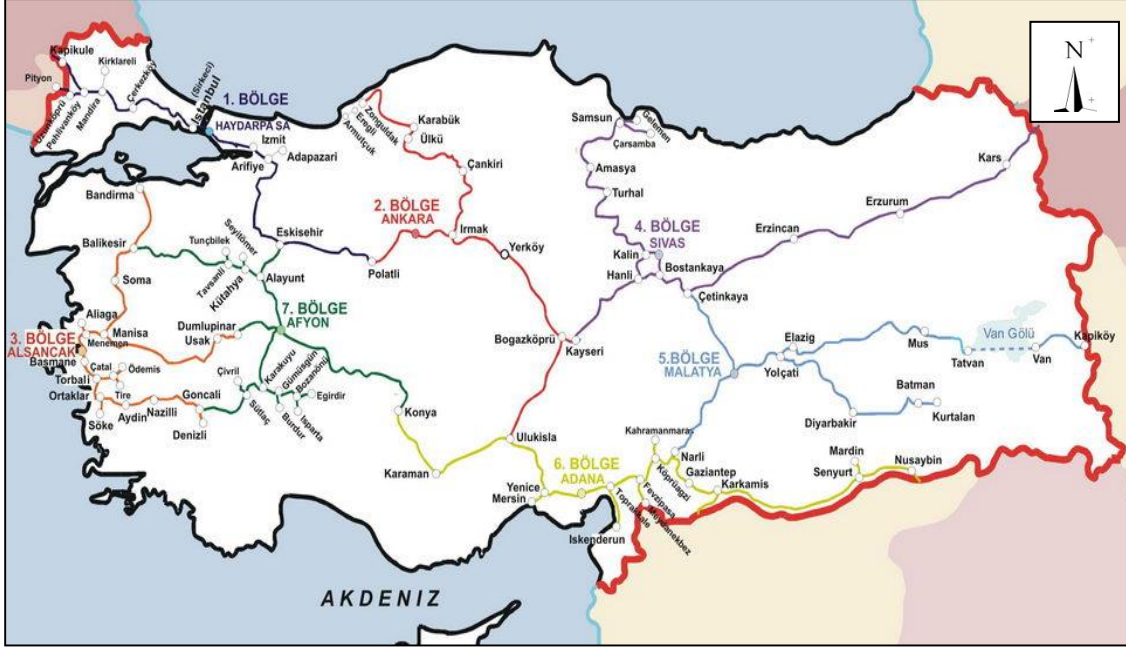 N
Kapikule
Pityon
Kirklareli
Uzunköprü
Pehlivanköy
Mandira
Çerkezköy
Istanbul
(Sirkeci)
1. BÖLGE
HAYDARPASA
Izmit
Adapazari
Arifiye
Zonguldak
Eregli
Armutçuk
Karabük
Ülkü
Çankiri
2. BÖLGE
ANKARA
Irmak
Yerköy
Polatli
Eskisehir
Bandirma
Balikesir
Tunçbilek
Seyitömer
Tavsanli
Kütahya
Alayunt
Soma
Aliaga
Manisa
Menemen
3. BÖLGE
ALSANCAK
Basmane
Torbali
Çatal
Ödemis
Tire
Ortaklar
Söke
Aydin
Nazilli
Goncali
Denizli
Dumlupinar
Usak
7. BÖLGE
AFYON
Çivril
Sütlaç
Karakuyu
Gümüsgün
Bozanönü
Egirdir
Burdur
Isparta
Konya
Karaman
Ulukisla
Bogazköprü
Kayseri
Samsun
Gelemen
Çarsamba
Amasya
Turhal
4. BÖLGE
SIVAS
Kalin
Hanli
Bostankaya
Çetinkaya
Erzincan
Erzurum
Kars
5.BÖLGE
MALATYA
Elazig
Yolçati
Mus
Tatvan
Van Gölü
Van
Kapiköy
Diyarbakir
Batman
Kurtalan
6. BÖLGE
ADANA
Yenice
Mersin
Toprakkale
Iskenderun
Fevzipasa
Meydanekbez
Kahramanmaras
Köprüagzi
Narli
Gaziantep
Karkamis
Mardin
Senyurt
Nusaybin
AKDENIZ